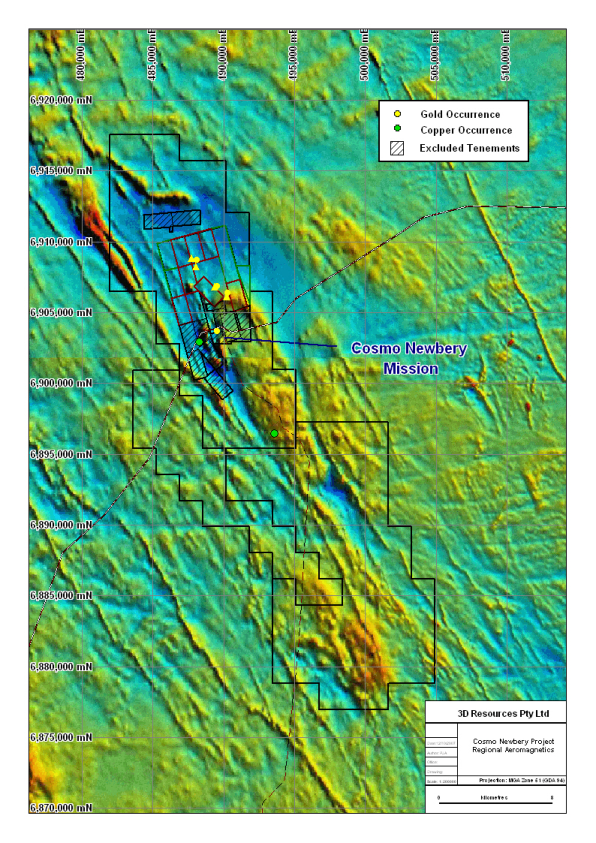 480,000 mE
485,000 mE
490,000 mE
495,000 mE
500,000 mE
505,000 mE
510,000 mE
6,920,000 mN
6,915,000 mN
6,910,000 mN
6,905,000 mN
6,900,000 mN
6,895,000 mN
6,890,000 mN
6,885,000 mN
6,880,000 mN
6,875,000 mN
6,870,000 mN
Gold Occurrence
Copper Occurrence
Excluded Tenements
Cosmo Newbery
Mission
3D Resources Pty Ltd
Cosmo Newbery Project
Regional Aeromagnetics
Projection: MGA Zone 51 (GDA 94)
kilometres